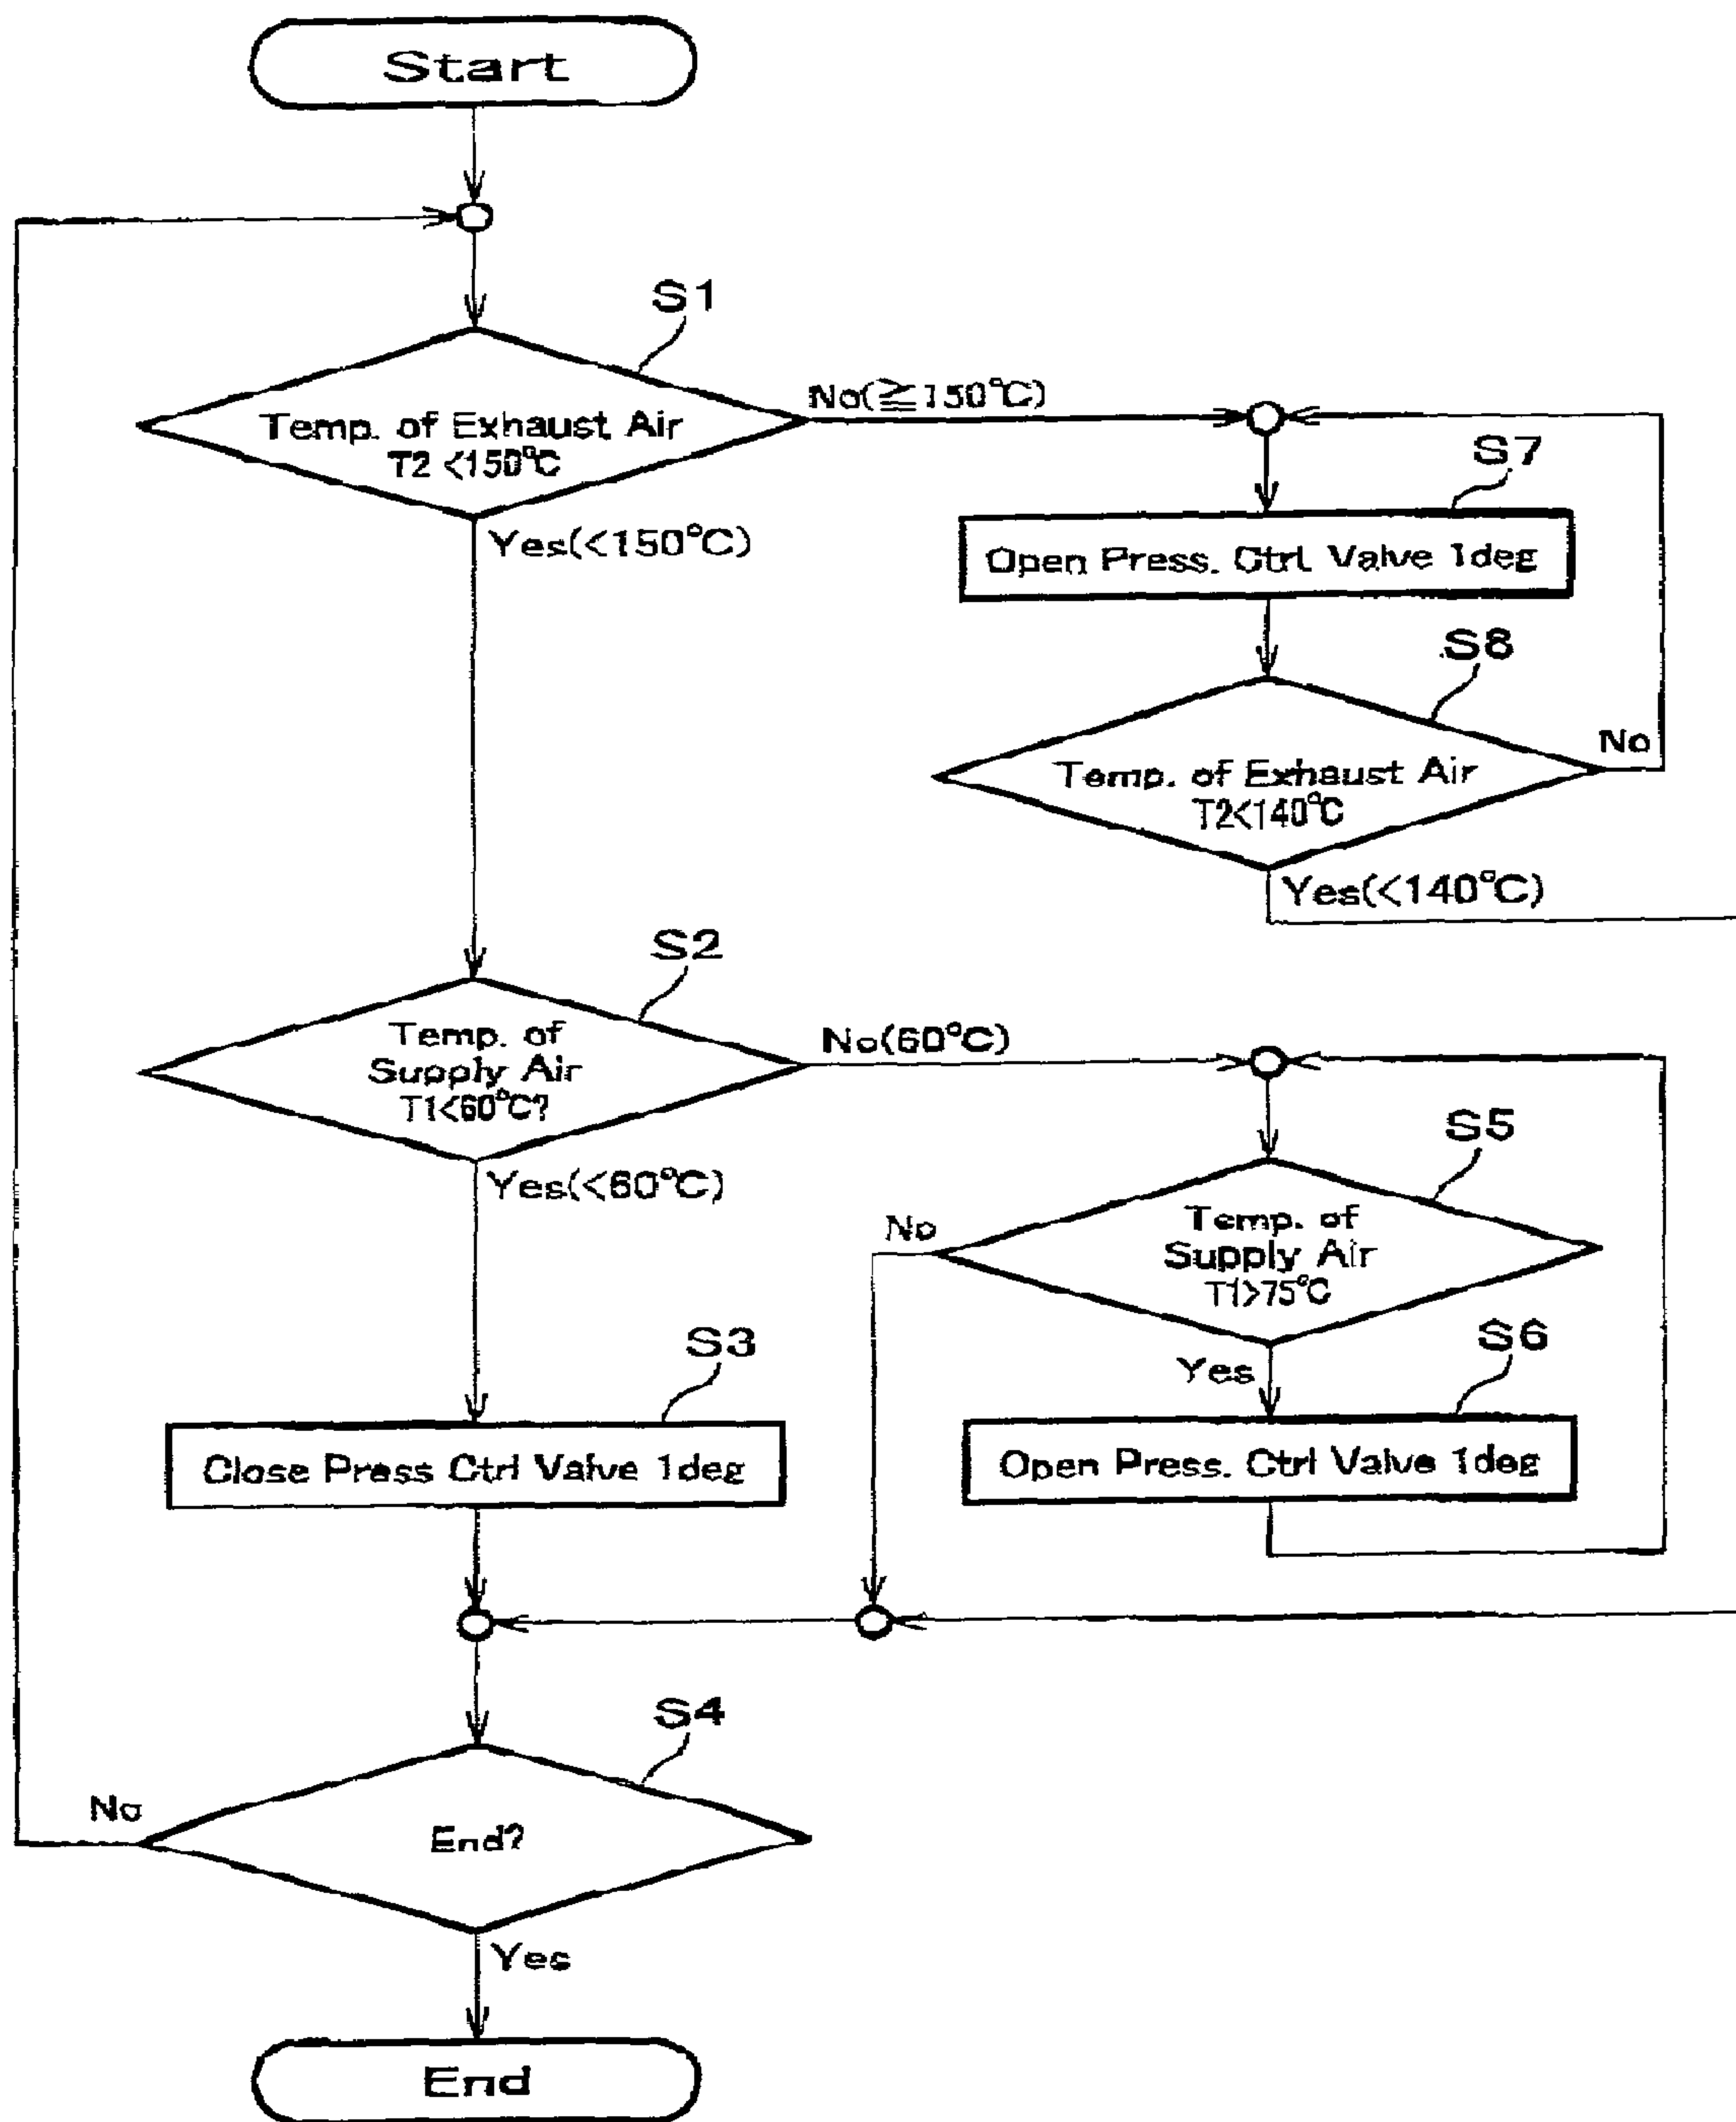 Start
S1
Temp. of Exhaust Air
T2 <150°C
No(≧150°C)
Yes(<150°C)
S7
Open Press. Ctrl Valve 1deg
S8
Temp. of Exhaust Air
T2<140°C
No
Yes(<140°C)
S2
Temp. of
Supply Air
T1<60°C?
No(60°C)
Yes(<60°C)
S5
Temp. of
Supply Air
T1>75°C
No
Yes
S6
Open Press. Ctrl Valve 1deg
S3
Close Press Ctrl Valve 1deg
S4
End?
No
Yes
End